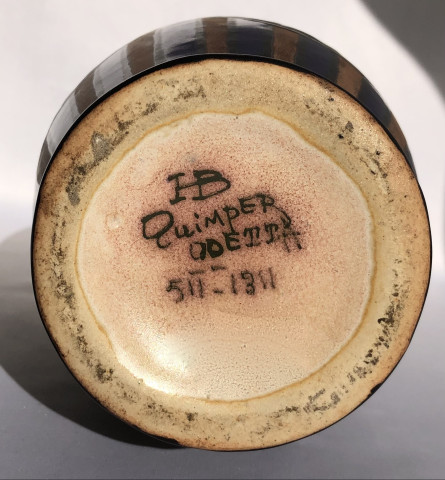 HB
QUIMPER
ODETTA
511-1311